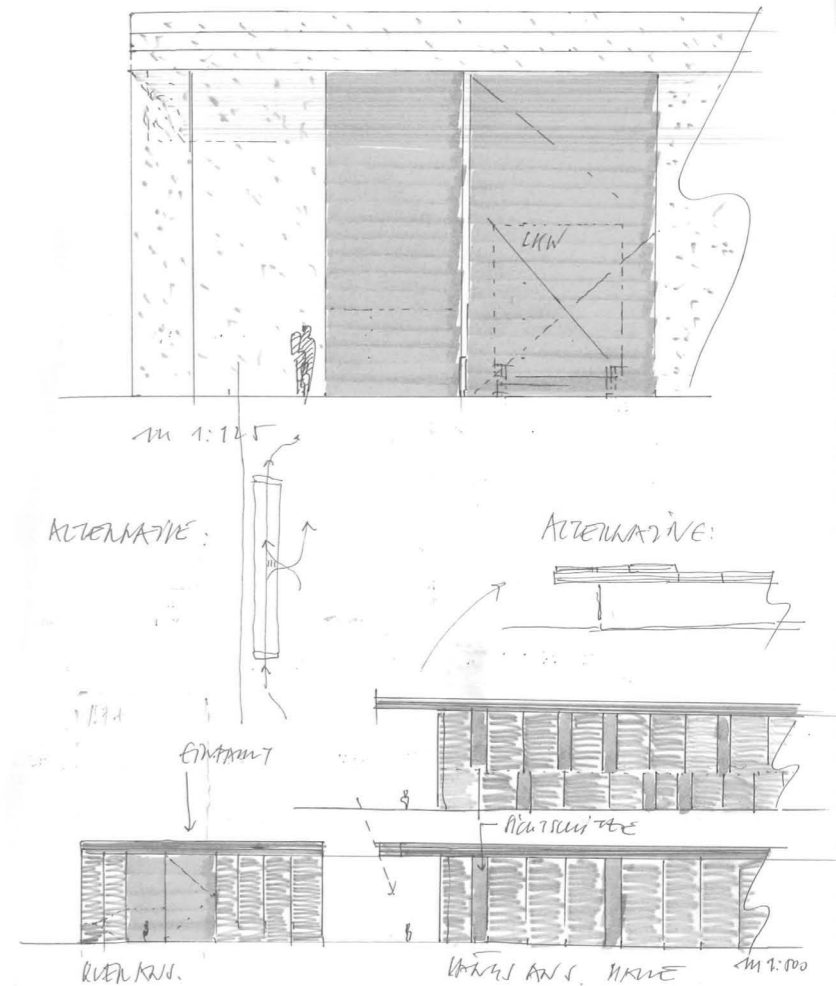 LKW
M 1:125
ALTERNATIVE:
ALTERNATIVE:
EINFAHRT
LICHTSCHLITZE
QUERANS.
LÄNGSANS. HALLE
M 1:500